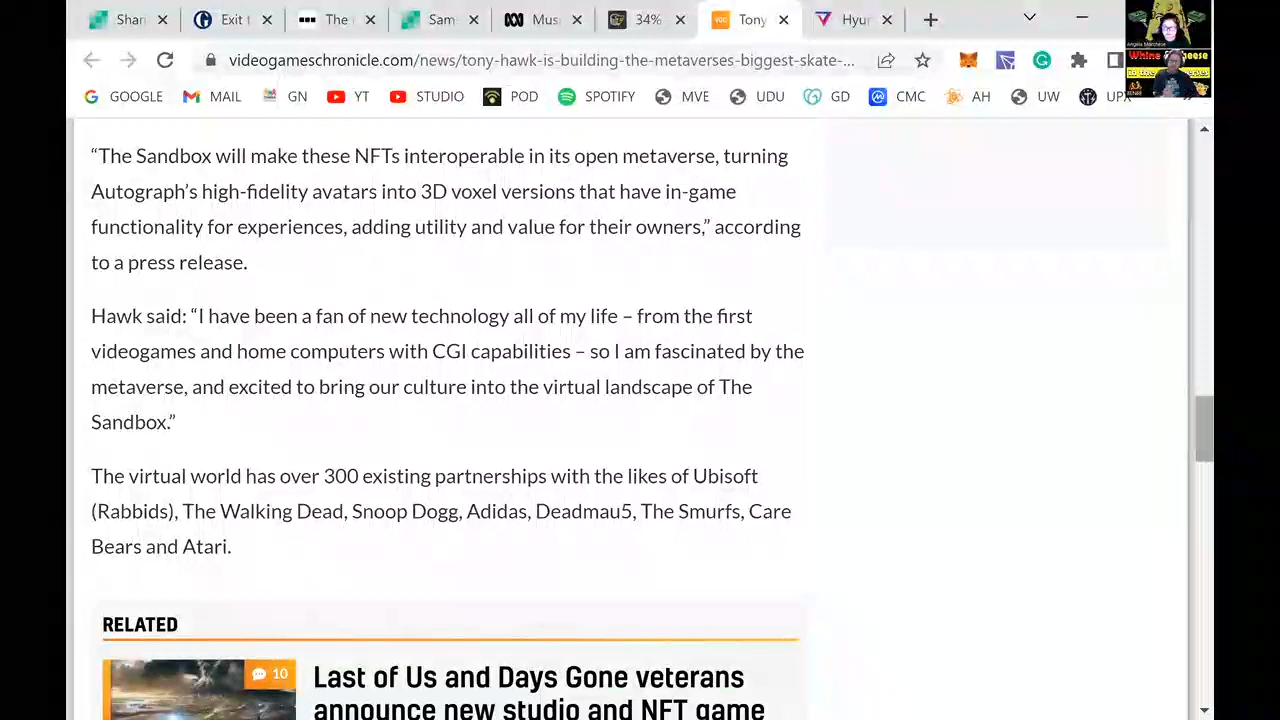 Shar
Exit t
The
Sam
Mus
34%
Tony
Hyur
videogameschronicle.com/
hawk-is-building-the-metaverses-biggest-skate-...
GOOGLE
MAIL
GN
YT
STUDIO
POD
SPOTIFY
MVE
UDU
GD
CMC
AH
UW
UPX
Angela Marchese
“The Sandbox will make these NFTs interoperable in its open metaverse, turning
Autograph’s high-fidelity avatars into 3D voxel versions that have in-game
functionality for experiences, adding utility and value for their owners,” according
to a press release.
Hawk said: “I have been a fan of new technology all of my life – from the first
videogames and home computers with CGI capabilities – so I am fascinated by the
metaverse, and excited to bring our culture into the virtual landscape of The
Sandbox.”
The virtual world has over 300 existing partnerships with the likes of Ubisoft
(Rabbids), The Walking Dead, Snoop Dogg, Adidas, Deadmau5, The Smurfs, Care
Bears and Atari.
RELATED
10
Last of Us and Days Gone veterans
announce new studio and NFT game